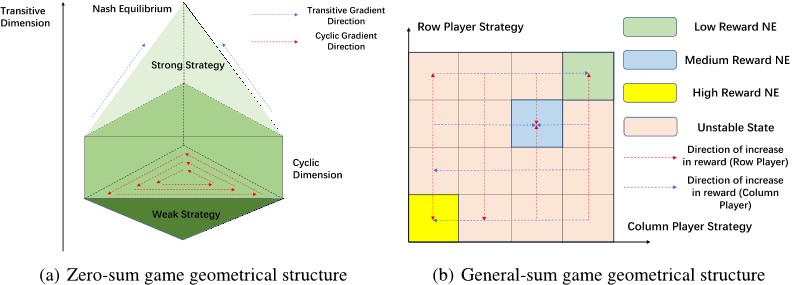 Transitive
Dimension
Nash Equilibrium
Transitive Gradient
Direction
Cyclic Gradient
Direction
Strong Strategy
Cyclic
Dimension
Weak Strategy
(a) Zero-sum game geometrical structure
Row Player Strategy
Low Reward NE
Medium Reward NE
High Reward NE
Unstable State
Direction of increase
in reward (Row Player)
Direction of increase
in reward (Column
Player)
Column Player Strategy
(b) General-sum game geometrical structure